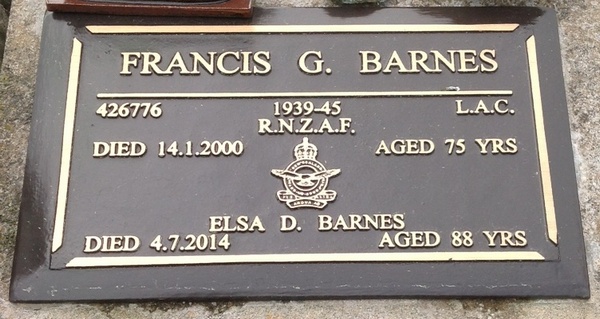 FRANCIS G. BARNES
426776 1939-45 L.A.C.
R.N.Z.A.F.
DIED 14.1.2000 AGED 75 YRS
ELSA D. BARNES
DIED 4.7.2014 AGED 88 YRS